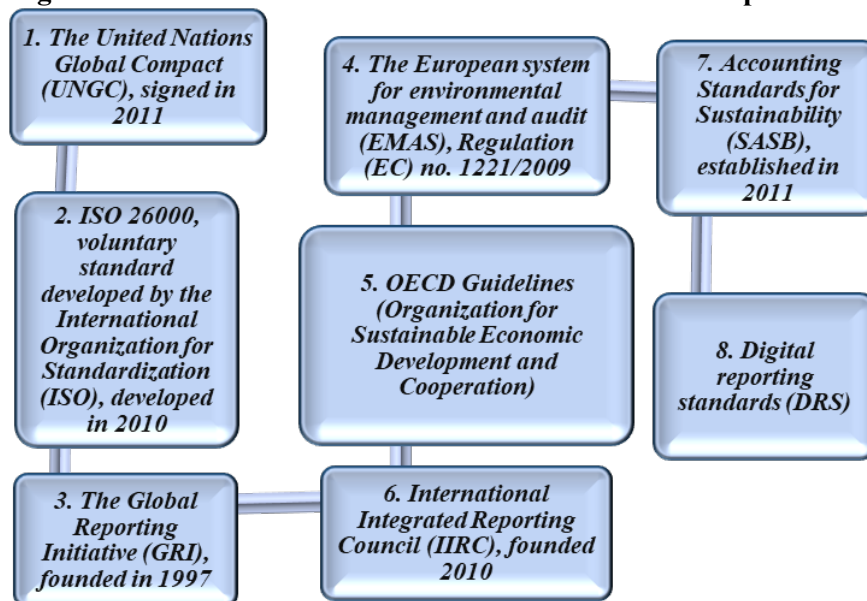 1. The United Nations
Global Compact
(UNGC), signed in
2011
2. ISO 26000,
voluntary
standard
developed by the
International
Organization for
Standardization
(ISO), developed
in 2010
3. The Global
Reporting
Initiative (GRI),
founded in 1997
4. The European system
for environmental
management and audit
(EMAS), Regulation
(EC) no. 1221/2009
5. OECD Guidelines
(Organization for
Sustainable Economic
Development and
Cooperation)
6. International
Integrated Reporting
Council (IIRC), founded
2010
7. Accounting
Standards for
Sustainability
(SASB),
established in
2011
8. Digital
reporting
standards (DRS)